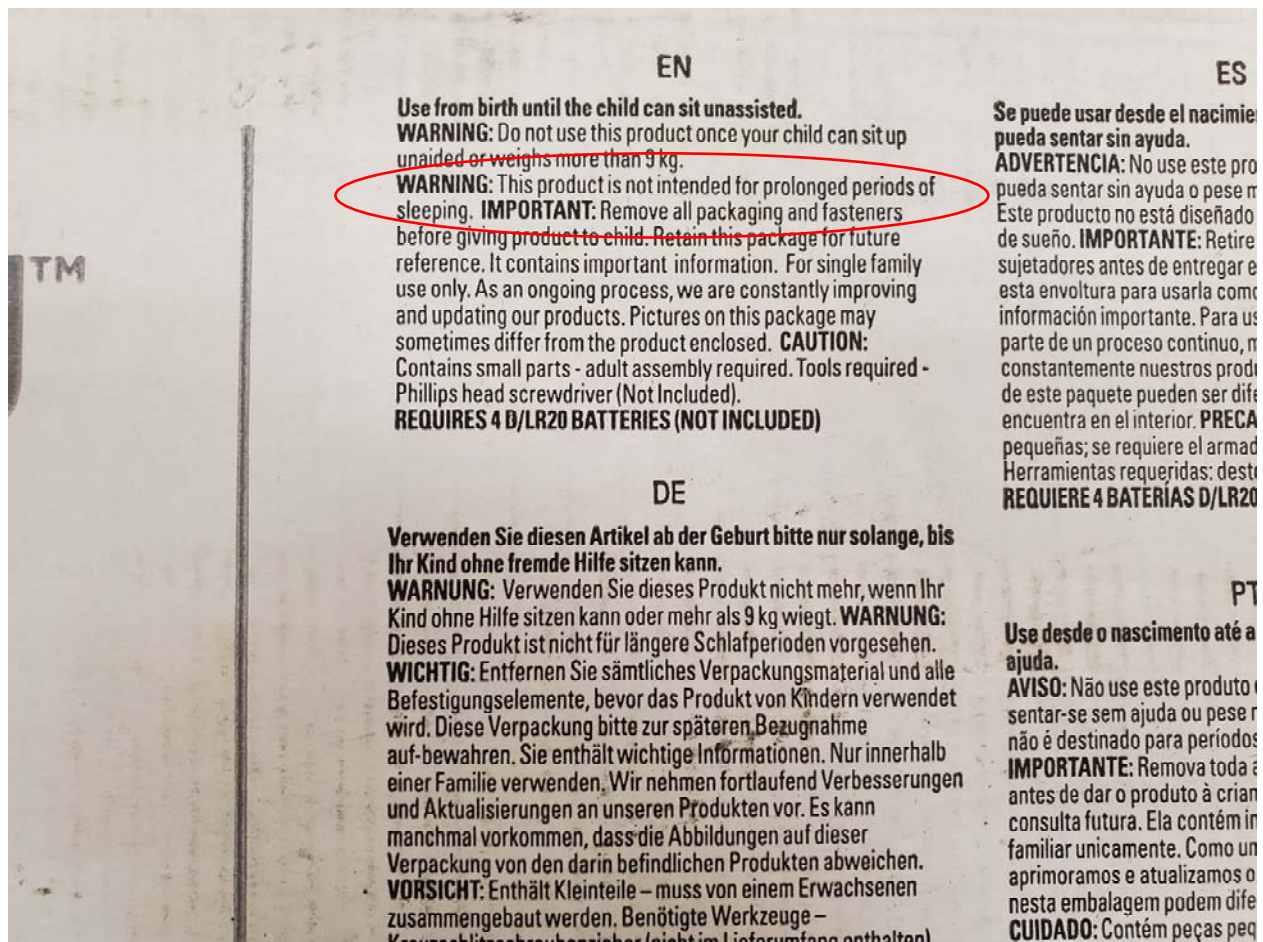 TM
EN
Use from birth until the child can sit unassisted.
WARNING: Do not use this product once your child can sit up
unaided or weighs more than 9 kg.
WARNING: This product is not intended for prolonged periods of
sleeping. IMPORTANT: Remove all packaging and fasteners
before giving product to child. Retain this package for future
reference. It contains important information. For single family
use only. As an ongoing process, we are constantly improving
and updating our products. Pictures on this package may
sometimes differ from the product enclosed. CAUTION:
Contains small parts - adult assembly required. Tools required -
Phillips head screwdriver (Not Included).
REQUIRES 4 D/LR20 BATTERIES (NOT INCLUDED)
DE
Verwenden Sie diesen Artikel ab der Geburt bitte nur solange, bis
Ihr Kind ohne fremde Hilfe sitzen kann.
WARNUNG: Verwenden Sie dieses Produkt nicht mehr, wenn Ihr
Kind ohne Hilfe sitzen kann oder mehr als 9 kg wiegt. WARNUNG:
Dieses Produkt ist nicht für längere Schlafperioden vorgesehen.
WICHTIG: Entfernen Sie sämtliches Verpackungsmaterial und alle
Befestigungselemente, bevor das Produkt von Kindern verwendet
wird. Diese Verpackung bitte zur späteren Bezugnahme
auf-bewahren. Sie enthält wichtige Informationen. Nur innerhalb
einer Familie verwenden. Wir nehmen fortlaufend Verbesserungen
und Aktualisierungen an unseren Produkten vor. Es kann
manchmal vorkommen, dass die Abbildungen auf dieser
Verpackung von den darin befindlichen Produkten abweichen.
VORSICHT: Enthält Kleinteile – muss von einem Erwachsenen
zusammengebaut werden. Benötigte Werkzeuge –
Kreuzschlitzschraubenzieher (nicht im Lieferumfang enthalten)
ES
Se puede usar desde el
pueda sentar sin ayuda.
ADVERTENCIA: No use este
pueda sentar sin ayuda o pese
Este producto no está diseñado
de sueño. IMPORTANTE: Retire
sujetadores antes de entregar
esta envoltura para usarla
información importante. Para
parte de un proceso continuo,
constantemente nuestros
de este paquete pueden ser
encuentra en el interior.
pequeñas; se requiere el
Herramientas requeridas:
REQUIERE 4 BATERÍAS D/LR20
PT
Use desde o nascimento até a
ajuda.
AVISO: Não use este produto
sentar-se sem ajuda ou pese
não é destinado para períodos
IMPORTANTE: Remova toda
antes de dar o produto à
consulta futura. Ela contém
familiar unicamente. Como
aprimoramos e atualizamos
nesta embalagem podem
CUIDADO: Contém peças